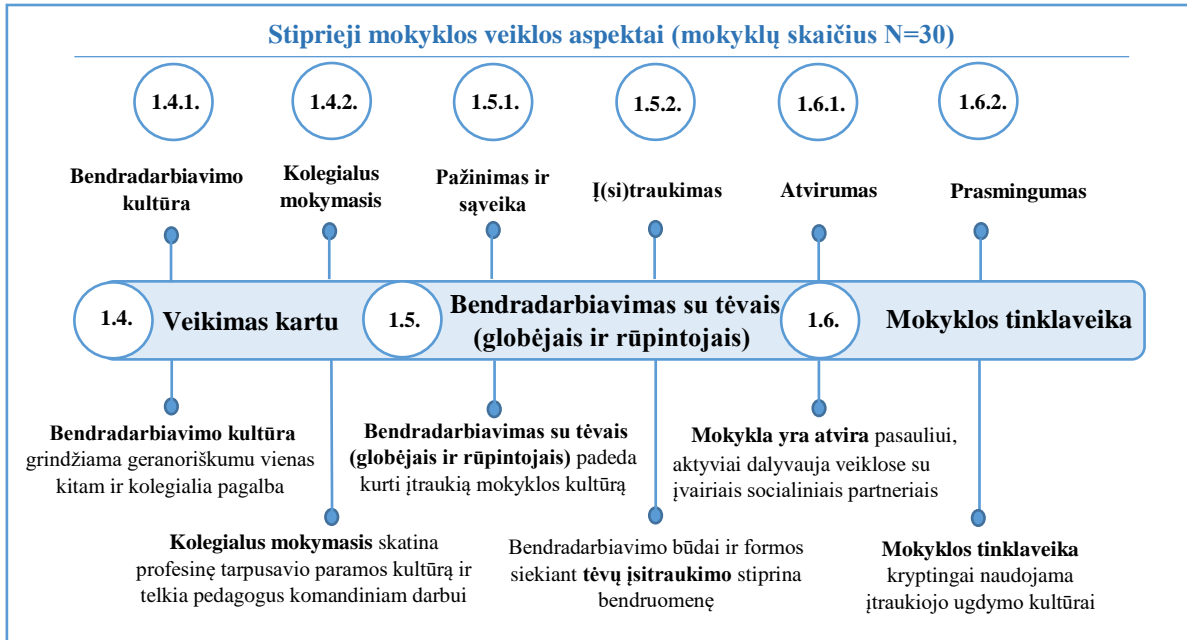 Stiprieji mokyklos veiklos aspektai (mokyklų skaičius N=30)
1.4.1.
1.4.2.
1.5.1.
1.5.2.
1.6.1.
1.6.2.
Bendradarbiavimo
kultūra
Kolegialus
mokymasis
Pažinimas ir
sąveika
Į(si)traukimas
Atvirumas
Prasmingumas
1.4.
Veikimas kartu
1.5.
Bendradarbiavimas su tėvais
(globėjais ir rūpintojais)
1.6.
Mokyklos tinklaveika
Bendradarbiavimo kultūra
grindžiama geranoriškumu vienas
kitam ir kolegialia pagalba
Kolegialus mokymasis skatina
profesinę tarpusavio paramos kultūrą ir
telkia pedagogus komandiniam darbui
Bendradarbiavimas su tėvais
(globėjais ir rūpintojais) padeda
kurti įtraukią mokyklos kultūrą
Bendradarbiavimo būdai ir formos
siekiant tėvų įsitraukimo stiprina
bendruomenę
Mokykla yra atvira pasauliui,
aktyviai dalyvauja veiklose su
įvairiais socialiniais partneriais
Mokyklos tinklaveika
kryptingai naudojama
įtraukiojo ugdymo kultūrai